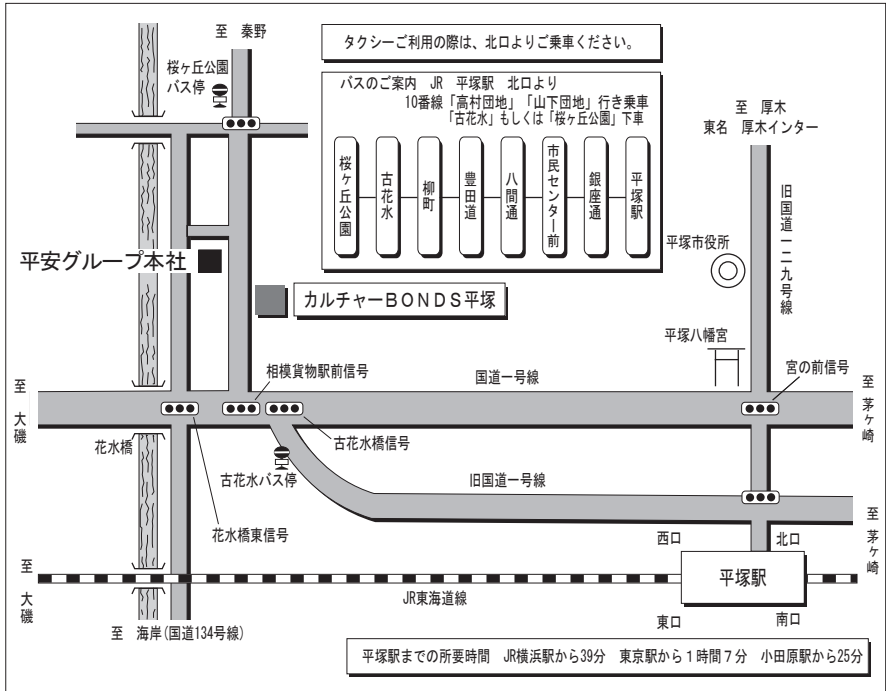 至　秦野
タクシーご利用の際は、北口よりご乗車ください。
桜ヶ丘公園
バス停
バスのご案内　JR　平塚駅　北口より
10番線「高村団地」「山下団地」行き乗車
「古花水」もしくは「桜ヶ丘公園」下車
桜ヶ丘公園
古花水
柳町
豊田道
八間通
市民センター前
銀座通
平塚駅
至　厚木
東名　厚木インター
旧国道一二九号線
平塚市役所
平安グループ本社
カルチャーBONDS平塚
平塚八幡宮
相模貨物駅前信号
国道一号線
宮の前信号
至　大磯
至　茅ヶ崎
花水橋
古花水橋信号
古花水バス停
旧国道一号線
花水橋東信号
至　茅ヶ崎
西口
北口
至　大磯
平塚駅
JR東海道線
東口
南口
至　海岸(国道134号線)
平塚駅までの所要時間　JR横浜駅から39分　東京駅から1時間7分　小田原駅から25分